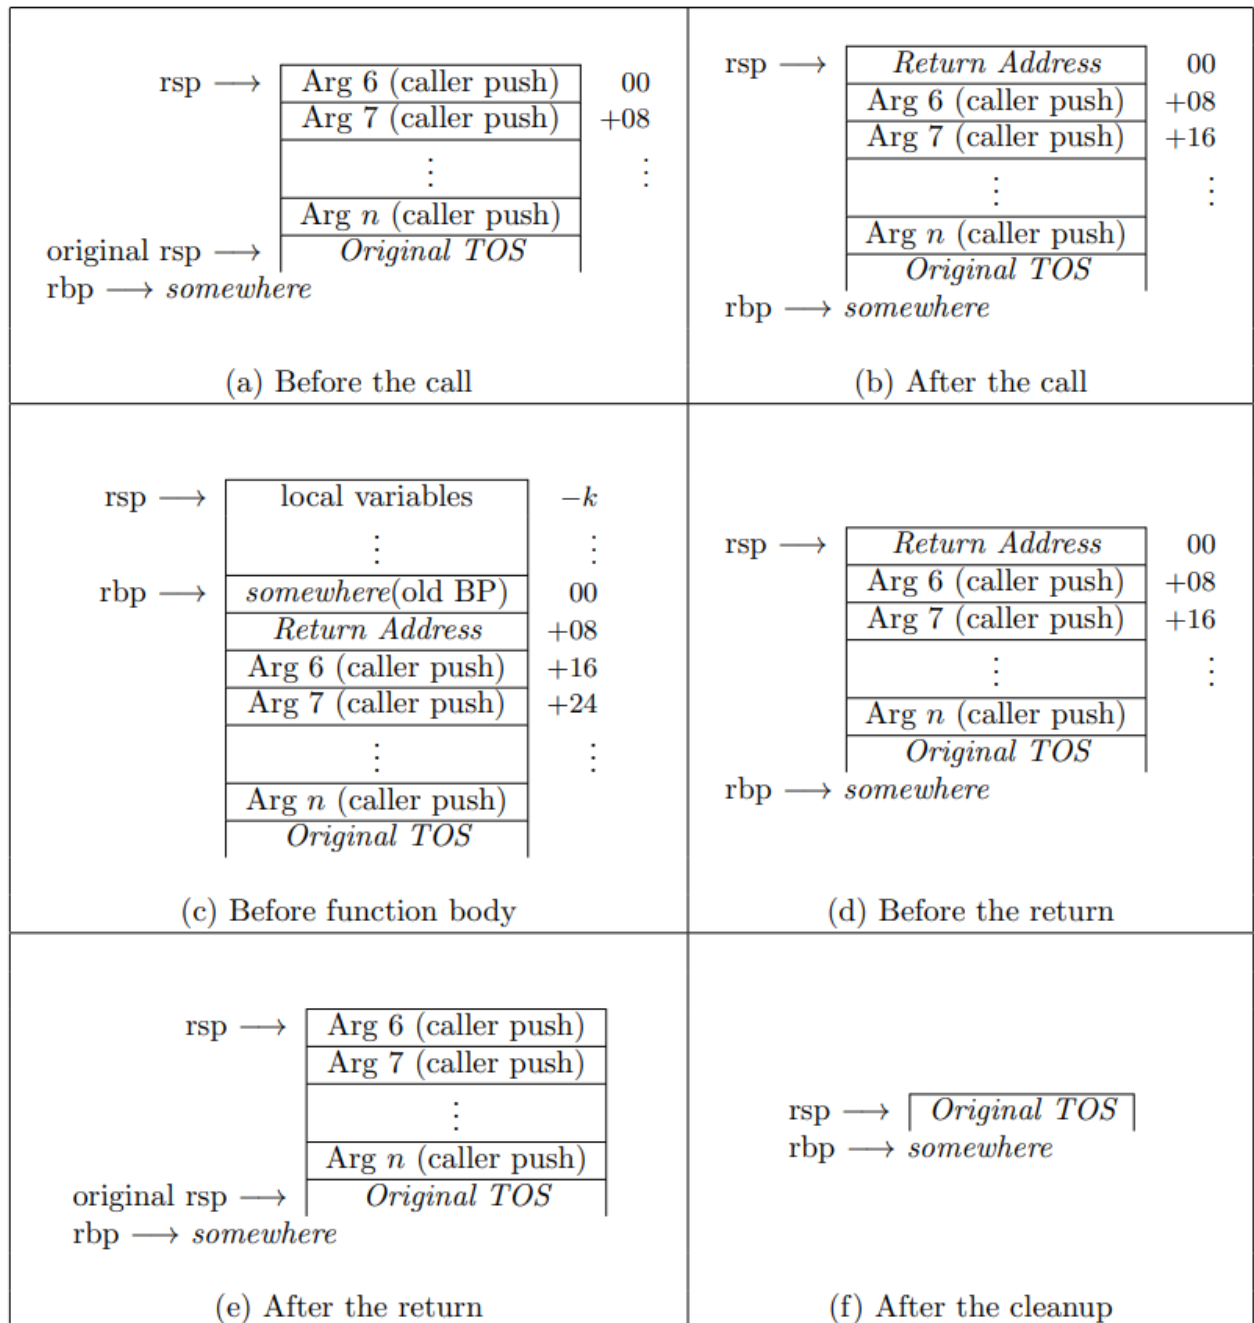 rsp ⟶ Arg 6 (caller push) 00
Arg 7 (caller push) +08
⋮ ⋮
Arg n (caller push)
original rsp ⟶ Original TOS
rbp ⟶ somewhere
(a) Before the call
rsp ⟶ Return Address 00
Arg 6 (caller push) +08
Arg 7 (caller push) +16
⋮ ⋮
Arg n (caller push)
Original TOS
rbp ⟶ somewhere
(b) After the call
rsp ⟶ local variables −k
⋮ ⋮
rbp ⟶ somewhere(old BP) 00
Return Address +08
Arg 6 (caller push) +16
Arg 7 (caller push) +24
⋮ ⋮
Arg n (caller push)
Original TOS
(c) Before function body
rsp ⟶ Return Address 00
Arg 6 (caller push) +08
Arg 7 (caller push) +16
⋮ ⋮
Arg n (caller push)
Original TOS
rbp ⟶ somewhere
(d) Before the return
rsp ⟶ Arg 6 (caller push)
Arg 7 (caller push)
⋮
Arg n (caller push)
original rsp ⟶ Original TOS
rbp ⟶ somewhere
(e) After the return
rsp ⟶ Original TOS
rbp ⟶ somewhere
(f) After the cleanup